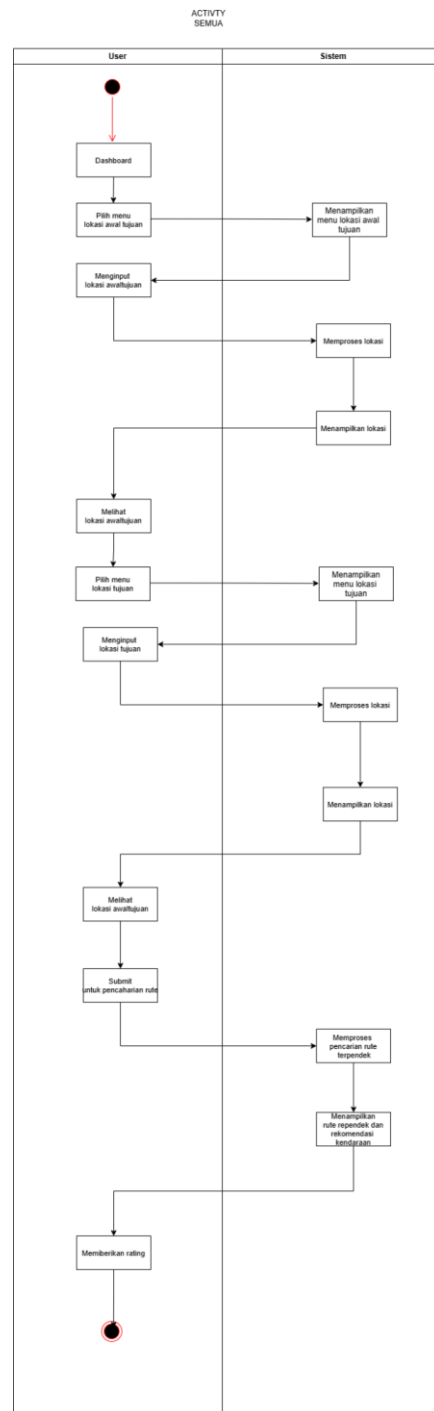 ACTIVTY
SEMUA
User
Sistem
Dashboard
Pilih menu
lokasi awal tujuan
Menampilkan
menu lokasi awal
tujuan
Menginput
lokasi awaltujuan
Memproses lokasi
Menampilkan lokasi
Melihat
lokasi awaltujuan
Pilih menu
lokasi tujuan
Menampilkan
menu lokasi
tujuan
Menginput
lokasi tujuan
Memproses lokasi
Menampilkan lokasi
Melihat
lokasi awaltujuan
Submit
untuk pencaharian rute
Memproses
pencarian rute
terpendek
Menampilkan
rute rependek dan
rekomendasi
kendaraan
Memberikan rating